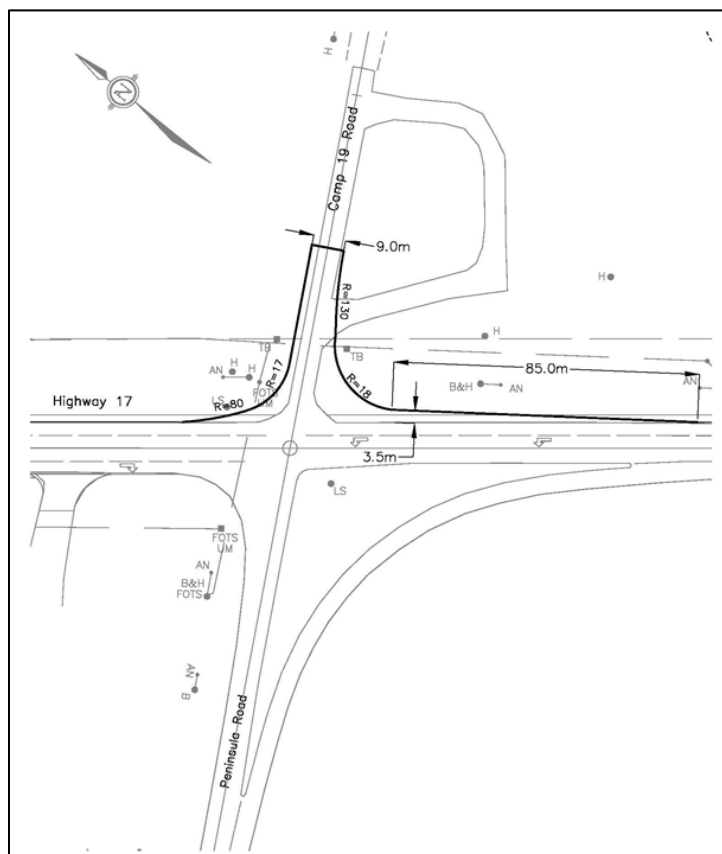 H
N
Camp 19 Road
9.0m
H
R=130
TB
H
TB
H
AN
H
R=17
FOTS
UM
LS
R=80
Highway 17
R=18
85.0m
B&H
AN
AN
3.5m
LS
FOTS
UM
AN
B&H
FOTS
AN
B
Peninsula Road